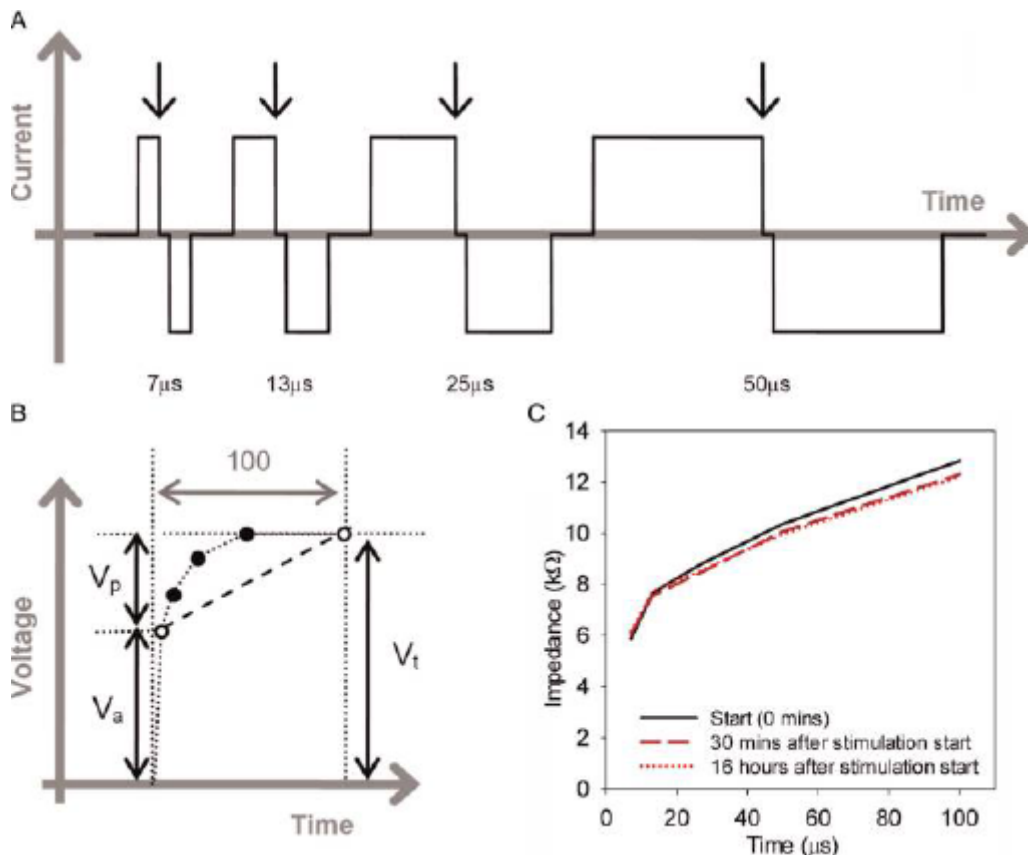 A
Current
Time
7µs
13µs
25µs
50µs
B
100
Voltage
Vp
Va
Vt
Time
C
Impedance (kΩ)
14
12
10
8
6
4
2
0
Start (0 mins)
30 mins after stimulation start
16 hours after stimulation start
0 20 40 60 80 100
Time (µs)